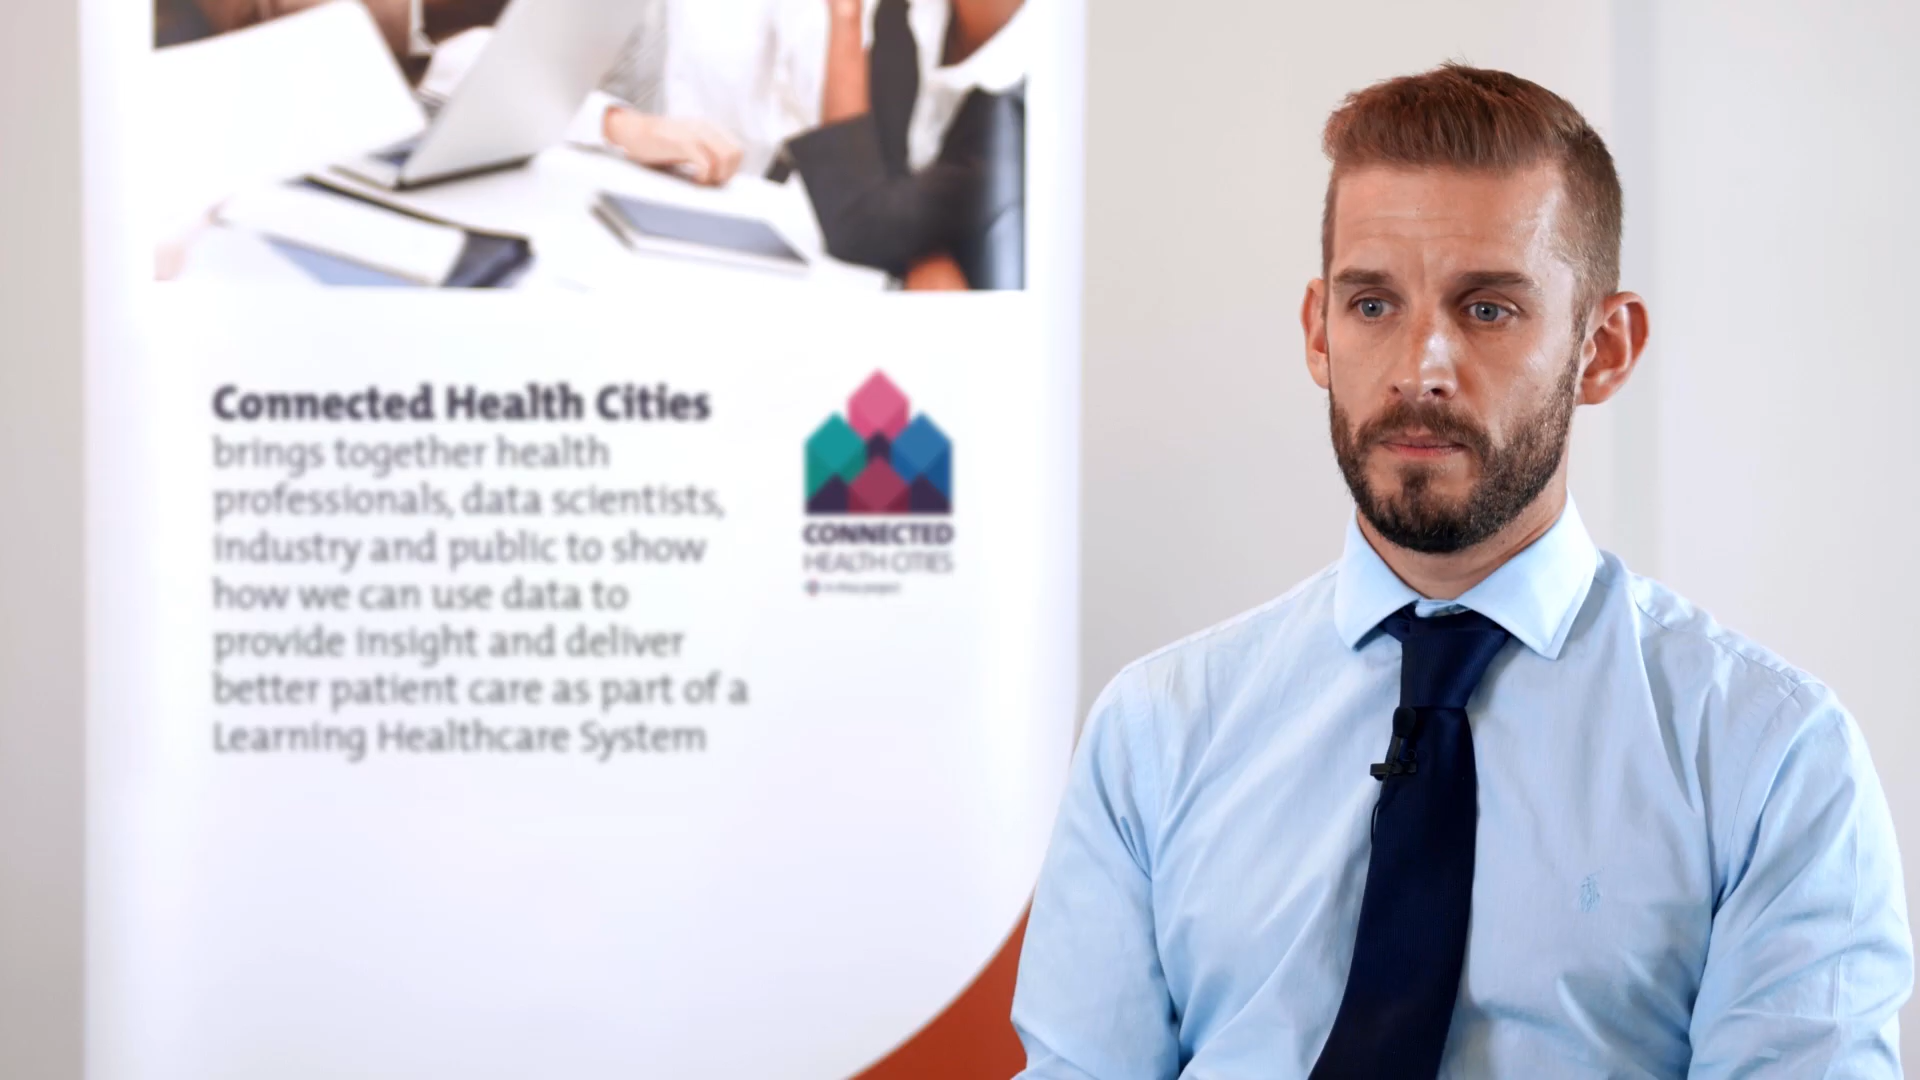 Connected Health Cities
brings together health
professionals, data scientists,
industry and public to show
how we can use data to
provide insight and deliver
better patient care as part of a
Learning Healthcare System
CONNECTED
HEALTH CITIES